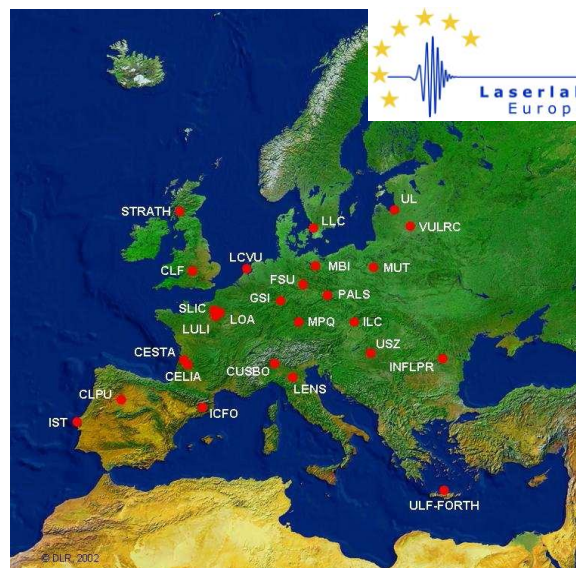 Laserla
Europ
UL
STRATH
LLC
VULRC
LCVU
MBI
MUT
CLF
FSU
GSI
PALS
SLIC
LOA
MPQ
ILC
LULI
USZ
CESTA
INFLPR
CUSBO
CELIA
LENS
CLPU
ICFO
IST
ULF-FORTH
© DLR, 2002